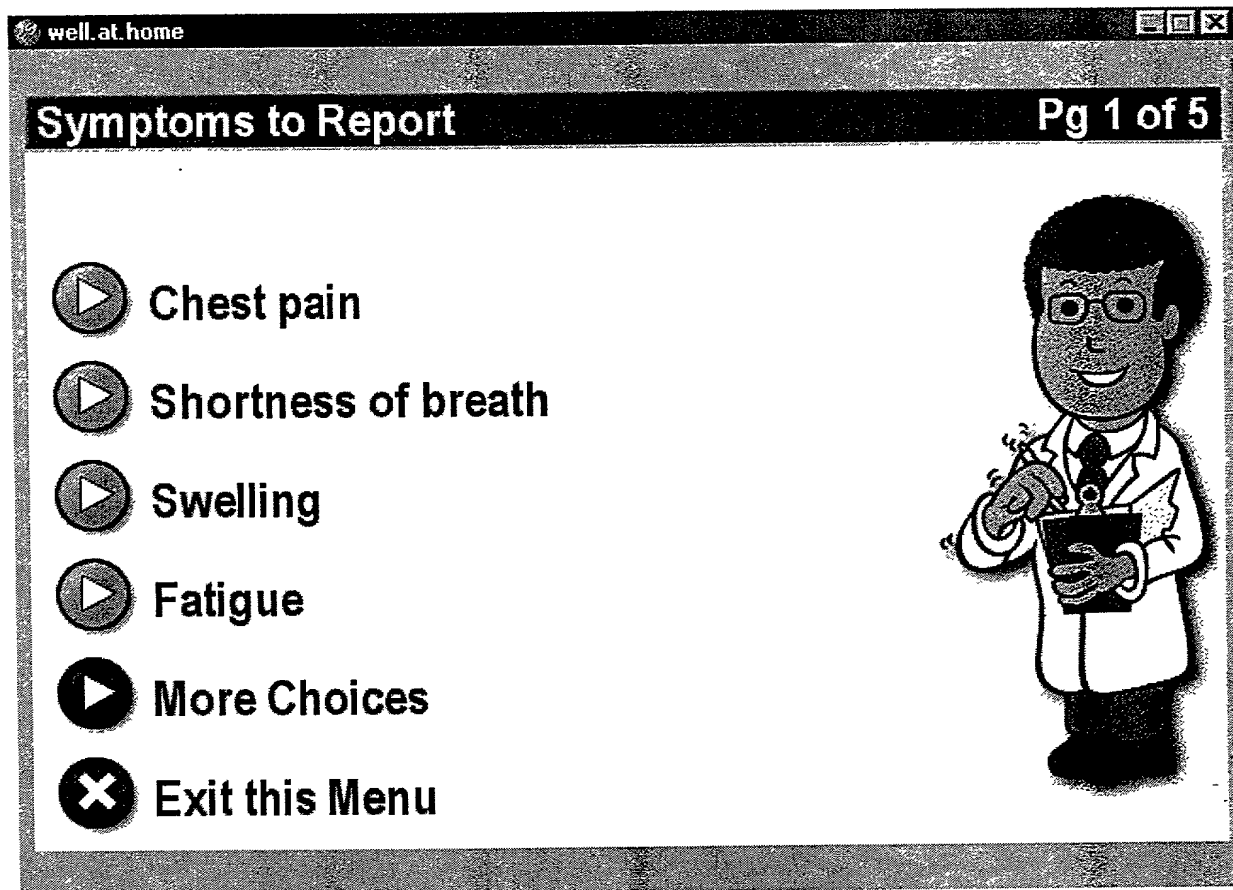 well.at.home
Symptoms to Report
Pg 1 of 5
Chest pain
Shortness of breath
Swelling
Fatigue
More Choices
Exit this Menu